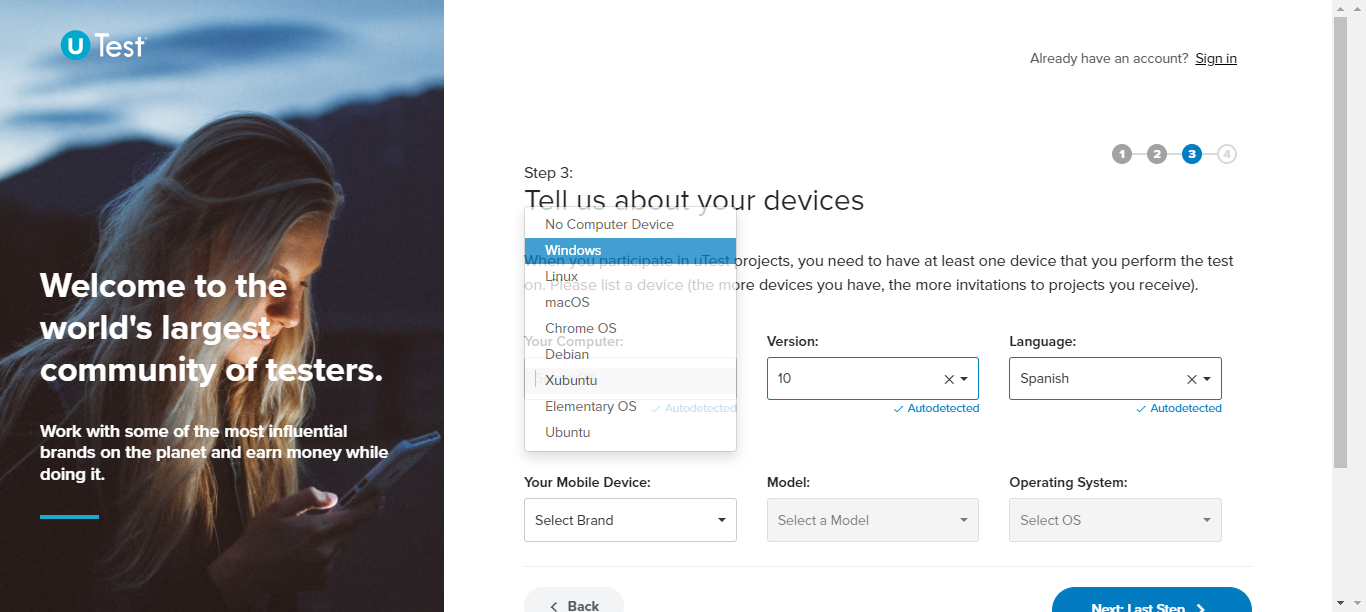 u Test
Already have an account? Sign in
1 2 3 4
Step 3:
Tell us about your devices
When you participate in uTest projects, you need to have at least one device that you perform the test
on. Please list a device (the more devices you have, the more invitations to projects you receive).
No Computer Device
Windows
Linux
macOS
Chrome OS
Debian
Xubuntu
Elementary OS
Ubuntu
Your Computer:
Autodetected
Version:
10
Autodetected
Language:
Spanish
Autodetected
Your Mobile Device:
Select Brand
Model:
Select a Model
Operating System:
Select OS
Back
Next: Last Step
Welcome to the
world's largest
community of testers.
Work with some of the most influential
brands on the planet and earn money while
doing it.